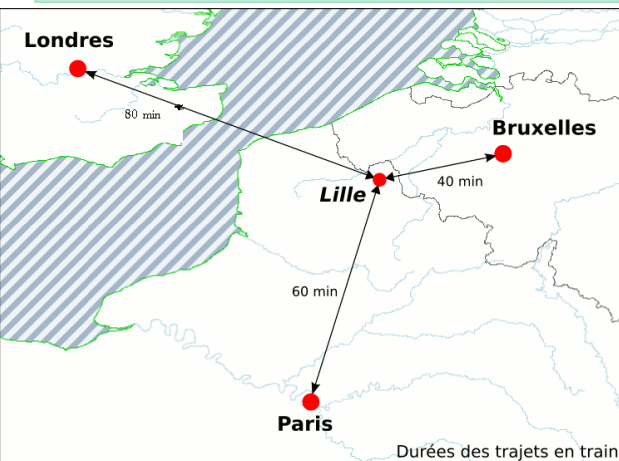 Londres
80 min
Bruxelles
40 min
Lille
60 min
Paris
Durées des trajets en train